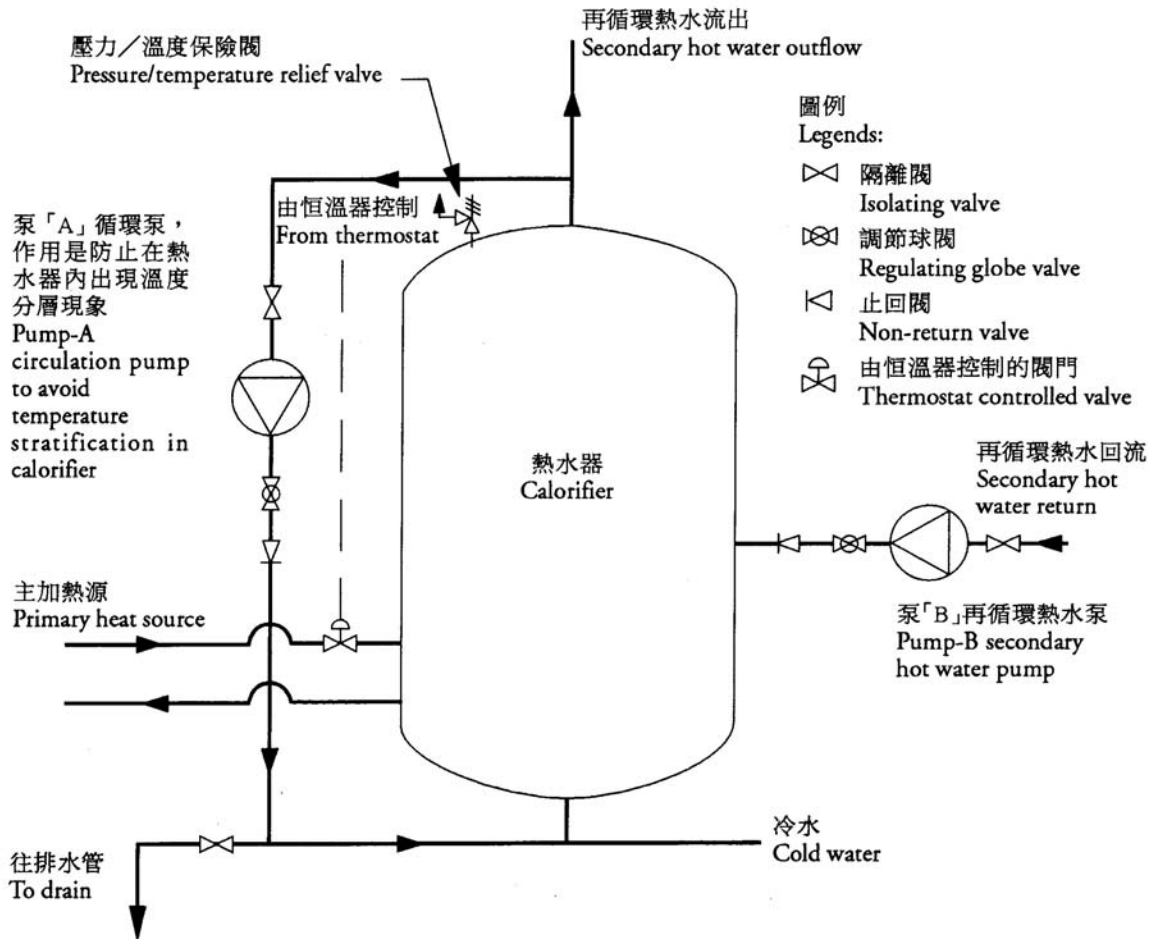 再循環熱水流出
Secondary hot water outflow
壓力／溫度保險閥
Pressure/temperature relief valve
圖例
Legends:
隔離閥
Isolating valve
調節球閥
Regulating globe valve
止回閥
Non-return valve
由恒溫器控制的閥門
Thermostat controlled valve
由恒溫器控制
From thermostat
泵「A」循環泵，
作用是防止在熱
水器內出現溫度
分層現象
Pump-A
circulation pump
to avoid
temperature
stratification in
calorifier
熱水器
Calorifier
再循環熱水回流
Secondary hot
water return
泵「B」再循環熱水泵
Pump-B secondary
hot water pump
主加熱源
Primary heat source
冷水
Cold water
往排水管
To drain